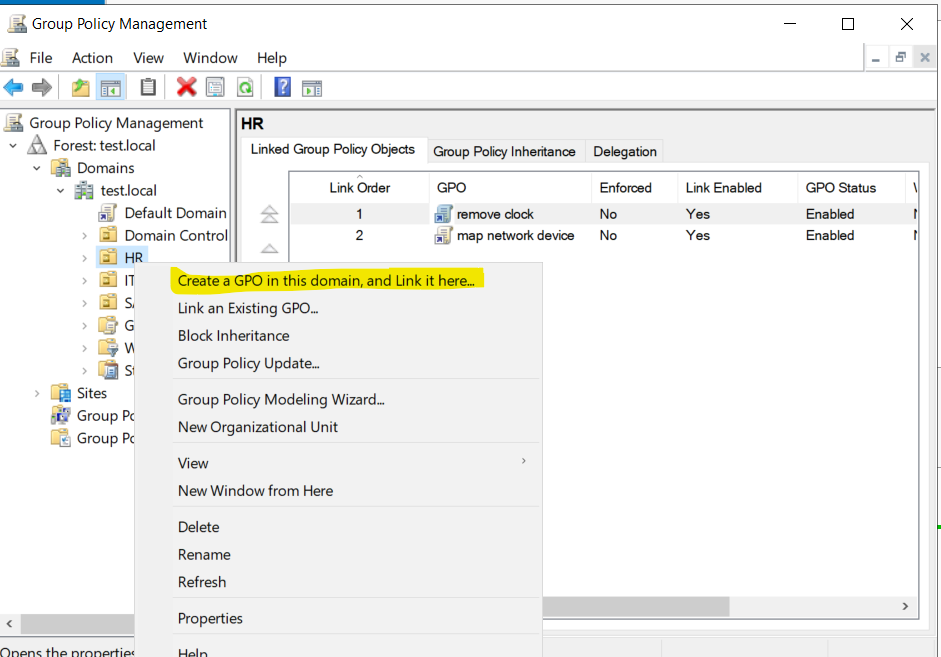 Group Policy Management
File Action View Window Help
Group Policy Management
Forest: test.local
Domains
test.local
Default Domain
Domain Control
HR
IT
Sites
Group Po
Group Po
HR
Linked Group Policy Objects Group Policy Inheritance Delegation
Link Order GPO Enforced Link Enabled GPO Status
1 remove clock No Yes Enabled
2 map network device No Yes Enabled
Create a GPO in this domain, and Link it here...
Link an Existing GPO...
Block Inheritance
Group Policy Update...
Group Policy Modeling Wizard...
New Organizational Unit
View
New Window from Here
Delete
Rename
Refresh
Properties
Help
Opens the properties